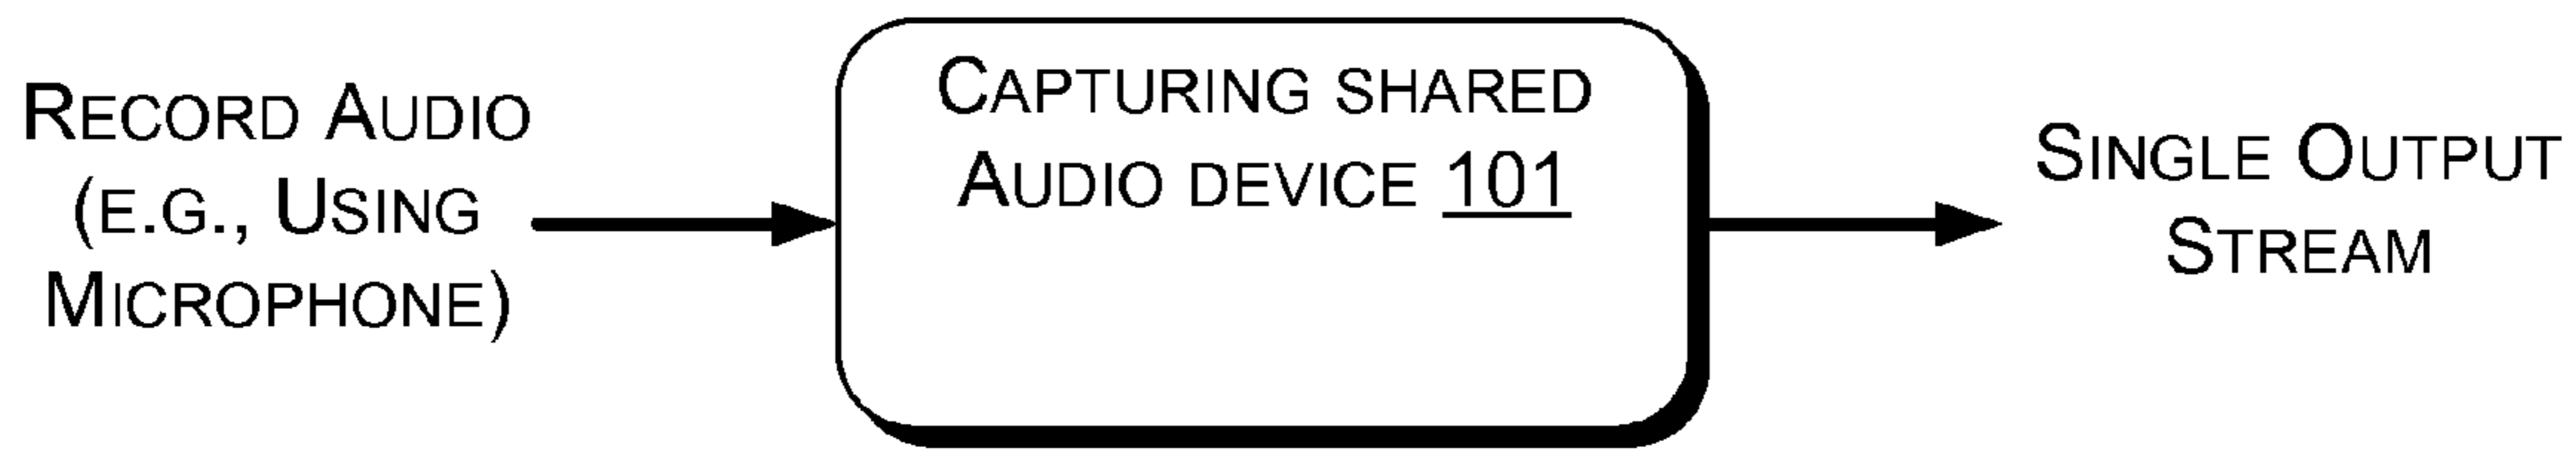 RECORD AUDIO
(E.G., USING
MICROPHONE)
CAPTURING SHARED
AUDIO DEVICE 101
SINGLE OUTPUT
STREAM